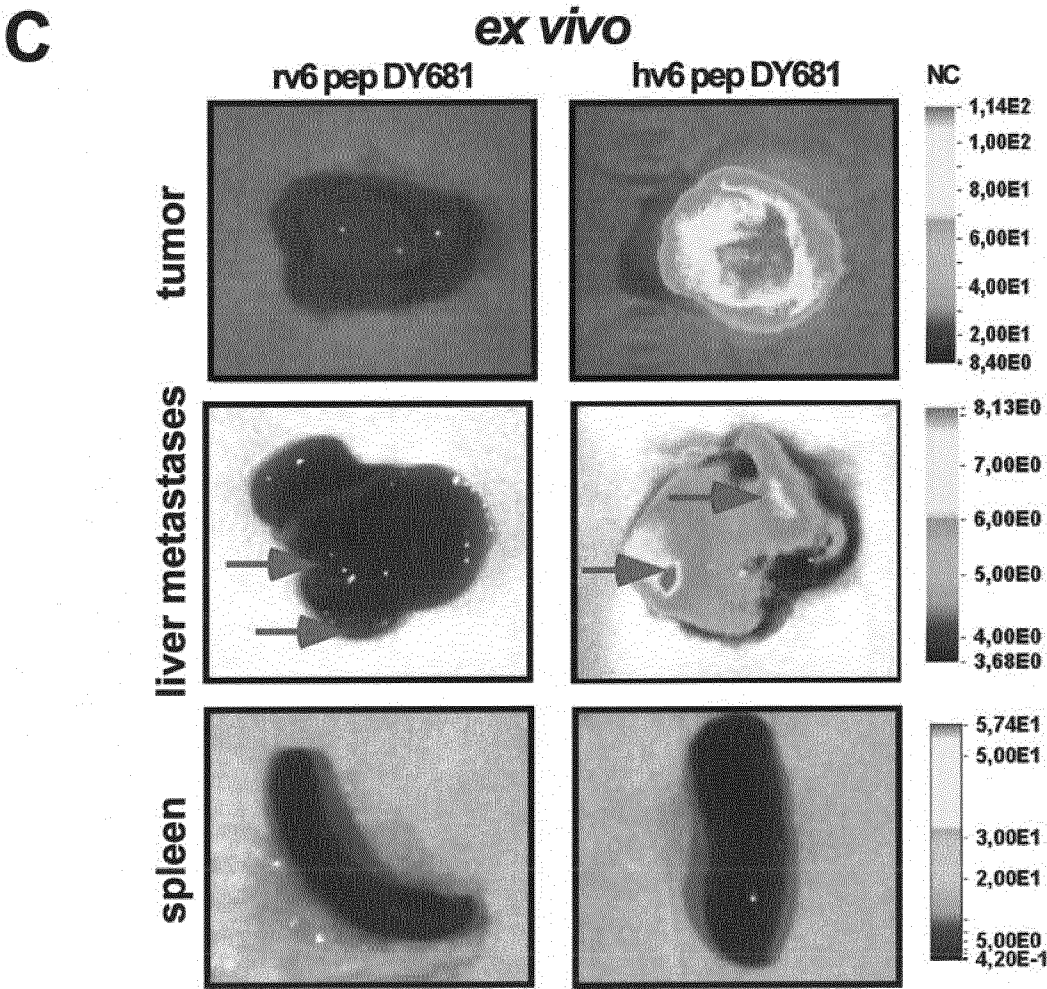 C
ex vivo
rv6 pep DY681
hv6 pep DY681
NC
tumor
1,14E2
1,00E2
8,00E1
6,00E1
4,00E1
2,00E1
8,40E0
liver metastases
8,13E0
7,00E0
6,00E0
5,00E0
4,00E0
3,68E0
spleen
5,74E1
5,00E1
3,00E1
2,00E1
5,00E0
4,20E-1